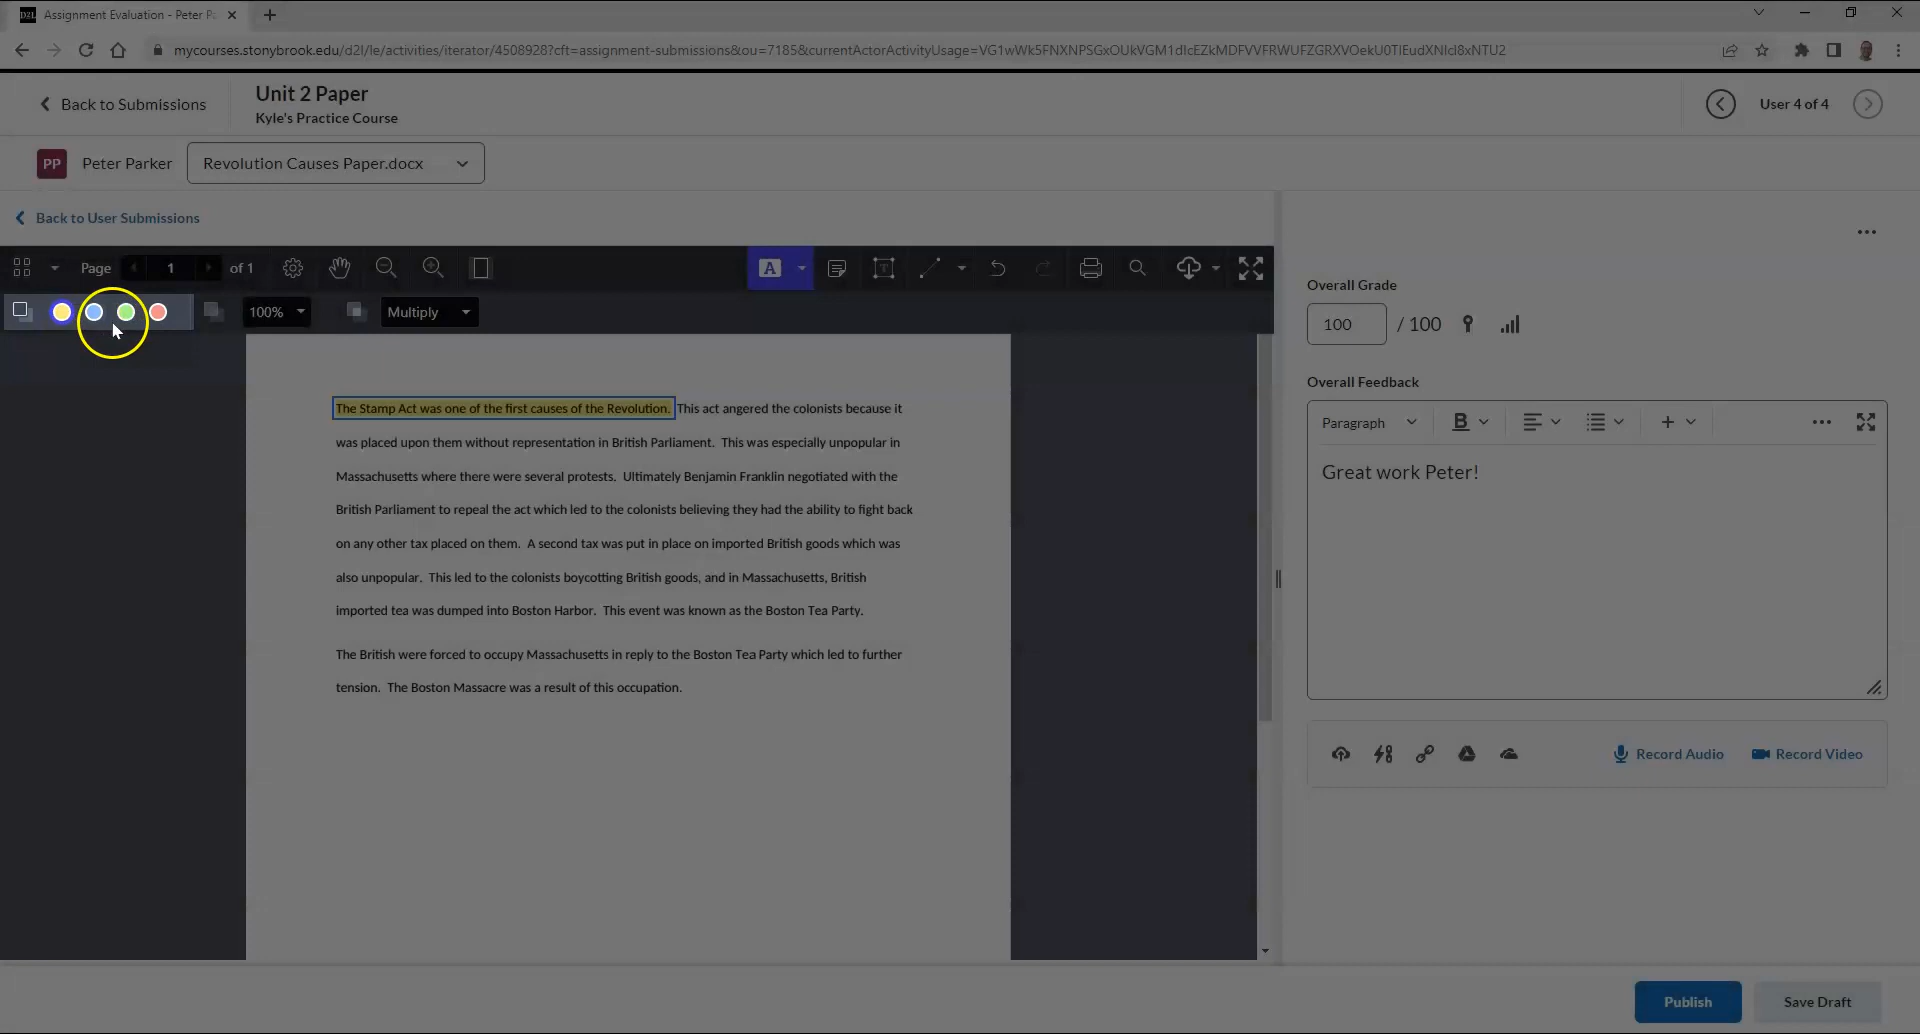 D2L Assignment Evaluation - Peter P
mycourses.stonybrook.edu/d2l/le/activities/iterator/4508928?cft=assignment-submissions&ou=7185&currentActorActivityUsage=VG1wWk5FNXNPSGxOUkVGM1dIcEZkMDFVVFRWUFZGRXVOekU0TIEudXNIcl8xNTU2
Back to Submissions
Unit 2 Paper
Kyle's Practice Course
User 4 of 4
PP Peter Parker Revolution Causes Paper.docx
Back to User Submissions
Page 1 of 1 A T
100% Multiply
The Stamp Act was one of the first causes of the Revolution. This act angered the colonists because it
was placed upon them without representation in British Parliament. This was especially unpopular in
Massachusetts where there were several protests. Ultimately Benjamin Franklin negotiated with the
British Parliament to repeal the act which led to the colonists believing they had the ability to fight back
on any other tax placed on them. A second tax was put in place on imported British goods which was
also unpopular. This led to the colonists boycotting British goods, and in Massachusetts, British
imported tea was dumped into Boston Harbor. This event was known as the Boston Tea Party.
The British were forced to occupy Massachusetts in reply to the Boston Tea Party which led to further
tension. The Boston Massacre was a result of this occupation.
Overall Grade
100 / 100
Overall Feedback
Paragraph B
Great work Peter!
Record Audio Record Video
Publish Save Draft